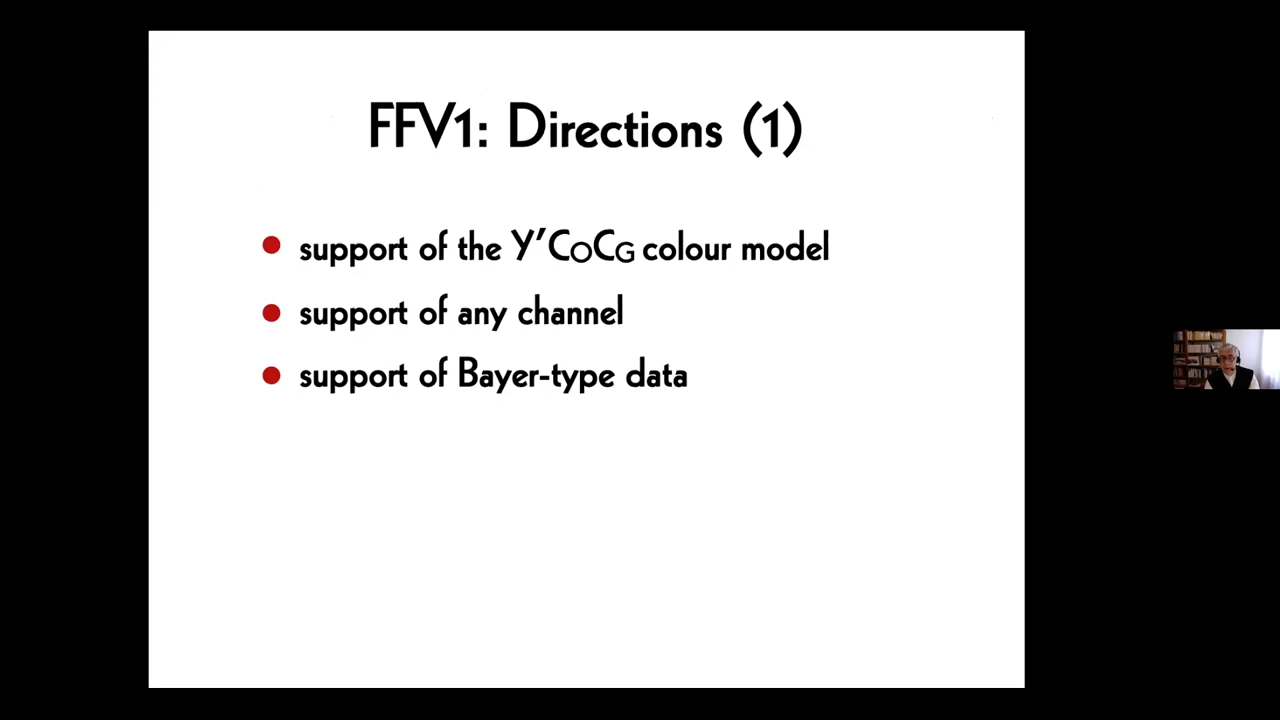 FFV1: Directions (1)
support of the Y′COCG colour model
support of any channel
support of Bayer-type data